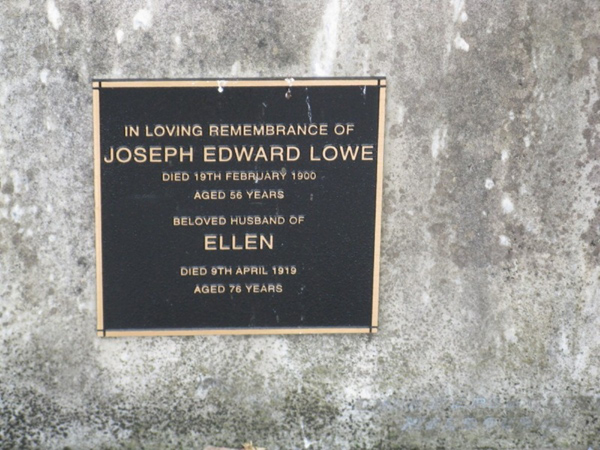 IN LOVING REMEMBRANCE OF
JOSEPH EDWARD LOWE
DIED 19TH FEBRUARY 1900
AGED 56 YEARS
BELOVED HUSBAND OF
ELLEN
DIED 9TH APRIL 1919
AGED 76 YEARS